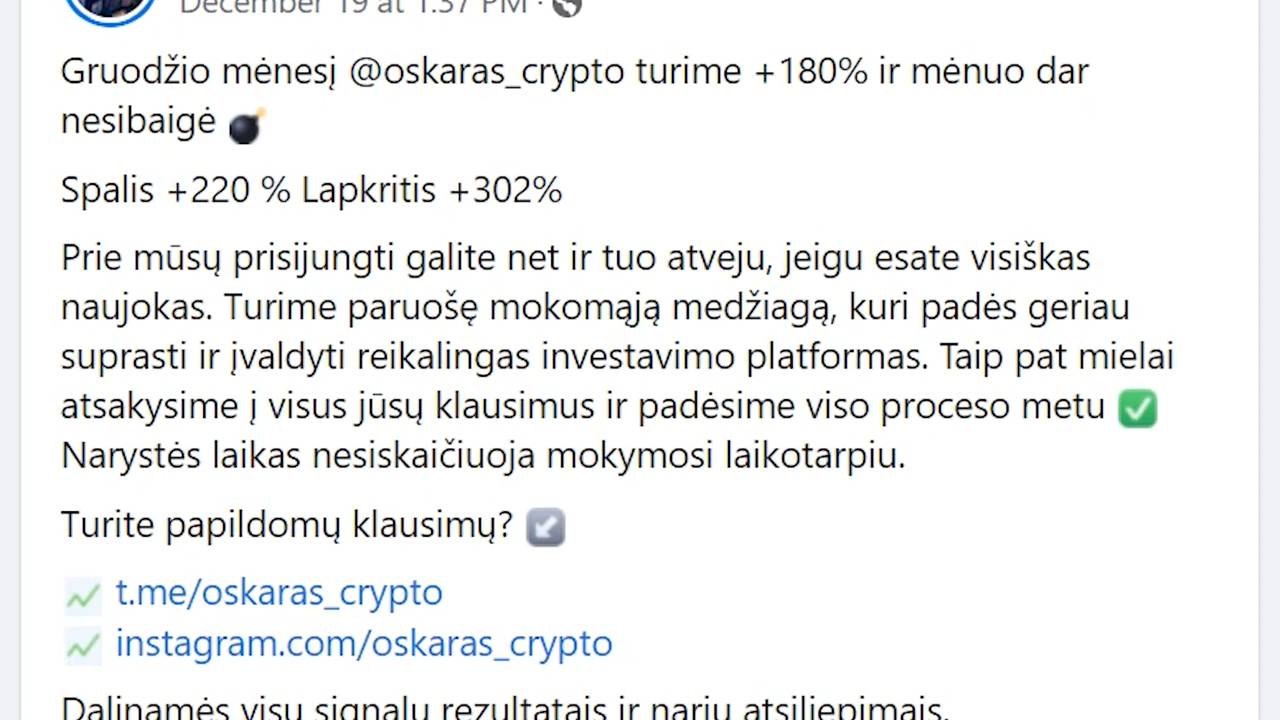 December 19 at 1:37 PM ·
Gruodžio mėnesį @oskaras_crypto turime +180% ir mėnuo dar
nesibaigė
Spalis +220 % Lapkritis +302%
Prie mūsų prisijungti galite net ir tuo atveju, jeigu esate visiškas
naujokas. Turime paruošę mokomąją medžiagą, kuri padės geriau
suprasti ir įvaldyti reikalingas investavimo platformas. Taip pat mielai
atsakysime į visus jūsų klausimus ir padėsime viso proceso metu ✅
Narystės laikas nesiskaičiuoja mokymosi laikotarpiu.
Turite papildomų klausimų? ↙️
t.me/oskaras_crypto
instagram.com/oskaras_crypto
Dalinamės visų signalų rezultatais ir narių atsiliepimais.